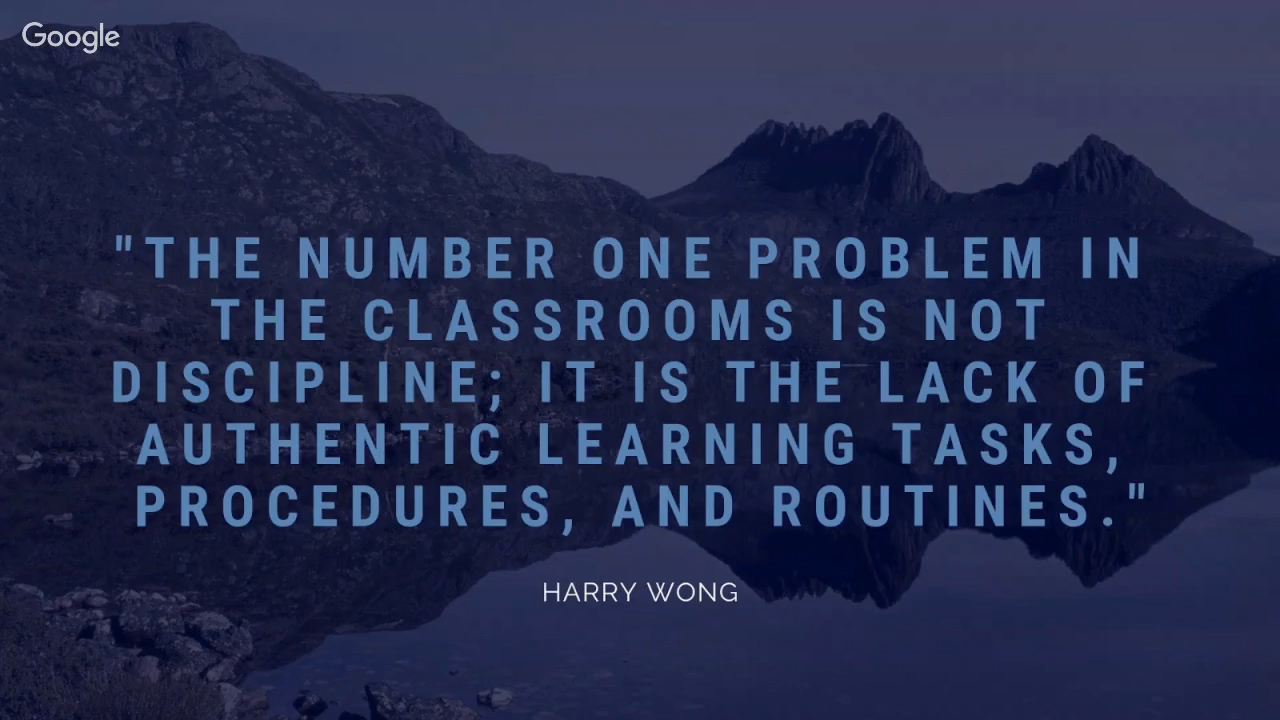 Google
"THE NUMBER ONE PROBLEM IN
THE CLASSROOMS IS NOT
DISCIPLINE; IT IS THE LACK OF
AUTHENTIC LEARNING TASKS,
PROCEDURES, AND ROUTINES."
HARRY WONG